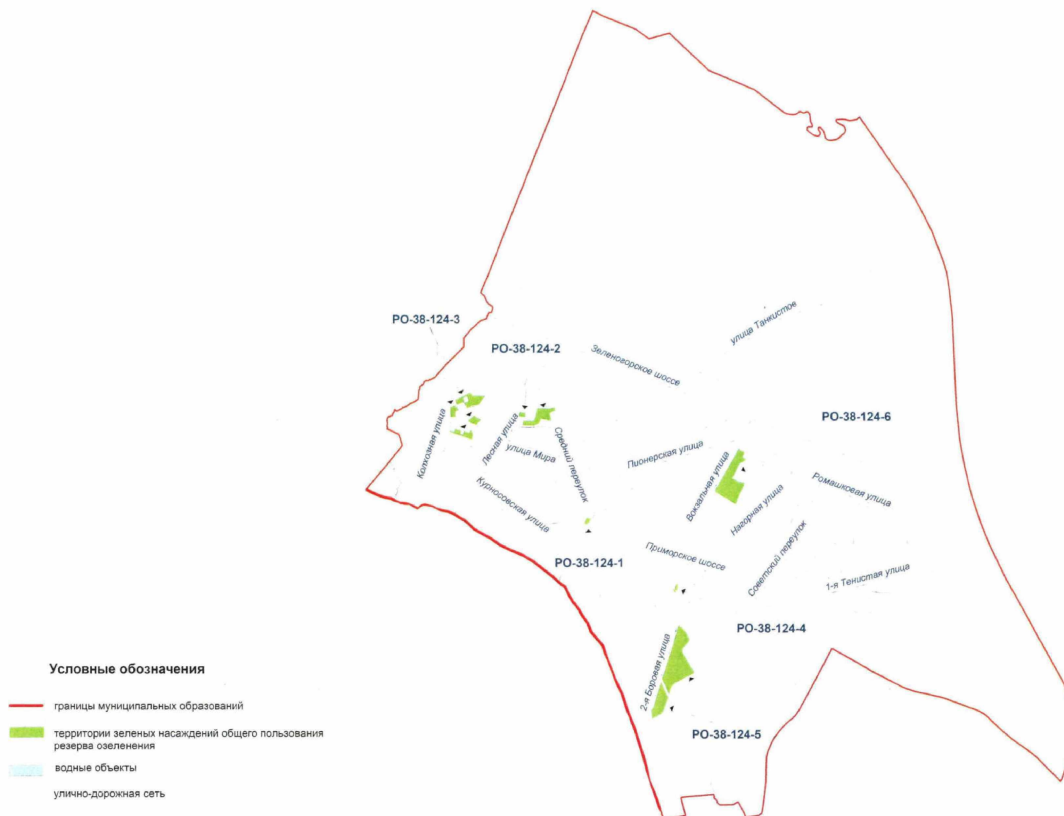 РО-38-124-3
РО-38-124-2
улица Танкистов
Зеленогорское шоссе
РО-38-124-6
Колхозная улица
Лесная улица
улица Мира
Средний переулок
Пионерская улица
Вокзальная улица
Ромашковая улица
Курносовская улица
Нагорная улица
Приморское шоссе
Советский переулок
РО-38-124-1
1-я Тенистая улица
РО-38-124-4
2-я Боровая улица
РО-38-124-5
Условные обозначения
границы муниципальных образований
территории зеленых насаждений общего пользования
резерва озеленения
водные объекты
улично-дорожная сеть